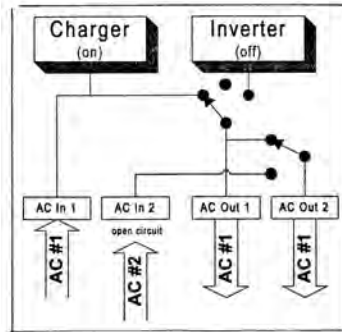 Charger
(on)
Inverter
(off)
AC In 1
AC In 2
AC Out 1
AC Out 2
open circuit
AC #1
AC #2
AC #1
AC #1